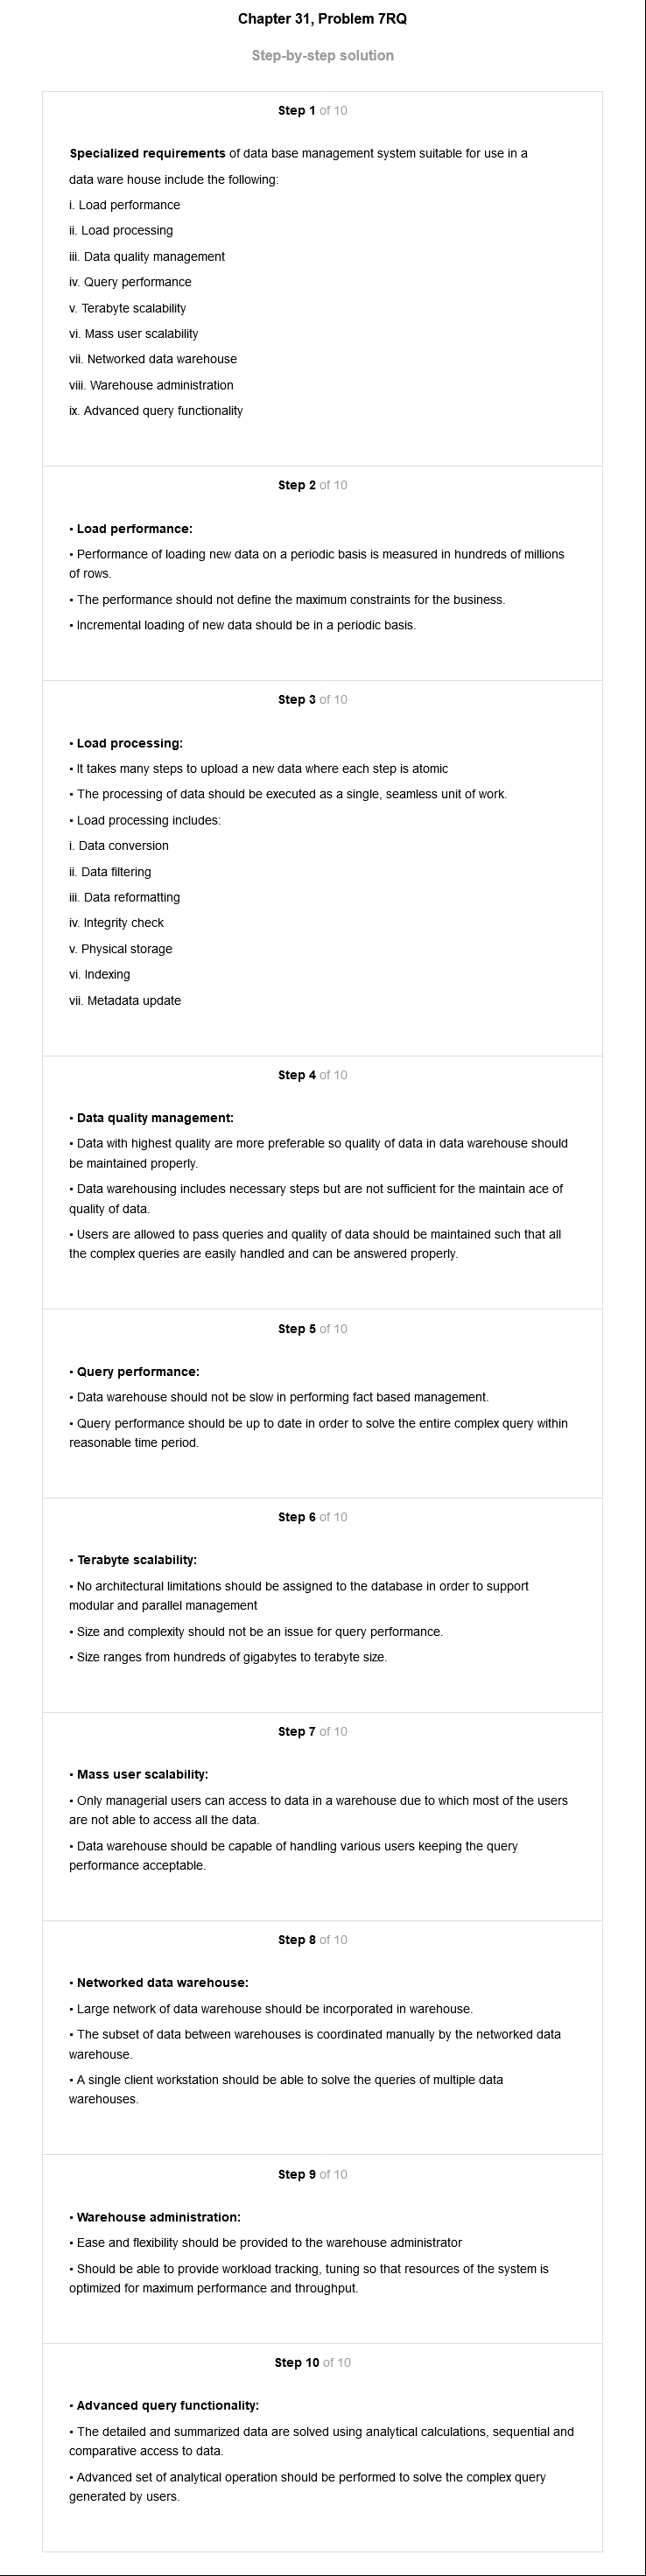 Chapter 31, Problem 7RQ
Step-by-step solution
Step 1 of 10
Specialized requirements of data base management system suitable for use in a
data ware house include the following:
i. Load performance
ii. Load processing
iii. Data quality management
iv. Query performance
v. Terabyte scalability
vi. Mass user scalability
vii. Networked data warehouse
viii. Warehouse administration
ix. Advanced query functionality
Step 2 of 10
• Load performance:
• Performance of loading new data on a periodic basis is measured in hundreds of millions
of rows.
• The performance should not define the maximum constraints for the business.
• Incremental loading of new data should be in a periodic basis.
Step 3 of 10
• Load processing:
• It takes many steps to upload a new data where each step is atomic
• The processing of data should be executed as a single, seamless unit of work.
• Load processing includes:
i. Data conversion
ii. Data filtering
iii. Data reformatting
iv. Integrity check
v. Physical storage
vi. Indexing
vii. Metadata update
Step 4 of 10
• Data quality management:
• Data with highest quality are more preferable so quality of data in data warehouse should
be maintained properly.
• Data warehousing includes necessary steps but are not sufficient for the maintain ace of
quality of data.
• Users are allowed to pass queries and quality of data should be maintained such that all
the complex queries are easily handled and can be answered properly.
Step 5 of 10
• Query performance:
• Data warehouse should not be slow in performing fact based management.
• Query performance should be up to date in order to solve the entire complex query within
reasonable time period.
Step 6 of 10
• Terabyte scalability:
• No architectural limitations should be assigned to the database in order to support
modular and parallel management
• Size and complexity should not be an issue for query performance.
• Size ranges from hundreds of gigabytes to terabyte size.
Step 7 of 10
• Mass user scalability:
• Only managerial users can access to data in a warehouse due to which most of the users
are not able to access all the data.
• Data warehouse should be capable of handling various users keeping the query
performance acceptable.
Step 8 of 10
• Networked data warehouse:
• Large network of data warehouse should be incorporated in warehouse.
• The subset of data between warehouses is coordinated manually by the networked data
warehouse.
• A single client workstation should be able to solve the queries of multiple data
warehouses.
Step 9 of 10
• Warehouse administration:
• Ease and flexibility should be provided to the warehouse administrator
• Should be able to provide workload tracking, tuning so that resources of the system is
optimized for maximum performance and throughput.
Step 10 of 10
• Advanced query functionality:
• The detailed and summarized data are solved using analytical calculations, sequential and
comparative access to data.
• Advanced set of analytical operation should be performed to solve the complex query
generated by users.